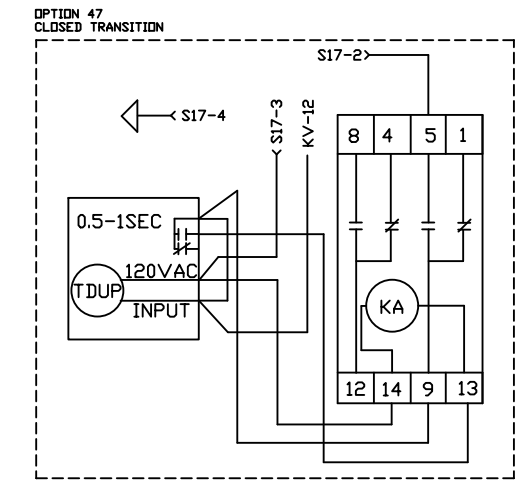 OPTION 47
CLOSED TRANSITION
S17-2
S17-4
S17-3
KV-12
8 4 5 1
0.5-1SEC
120VAC
TDUP
INPUT
KA
12 14 9 13